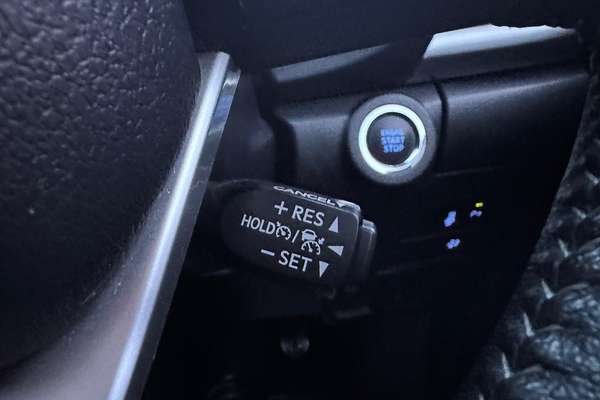 ENGINE
START
STOP
CANCEL
+ RES
HOLD /
− SET